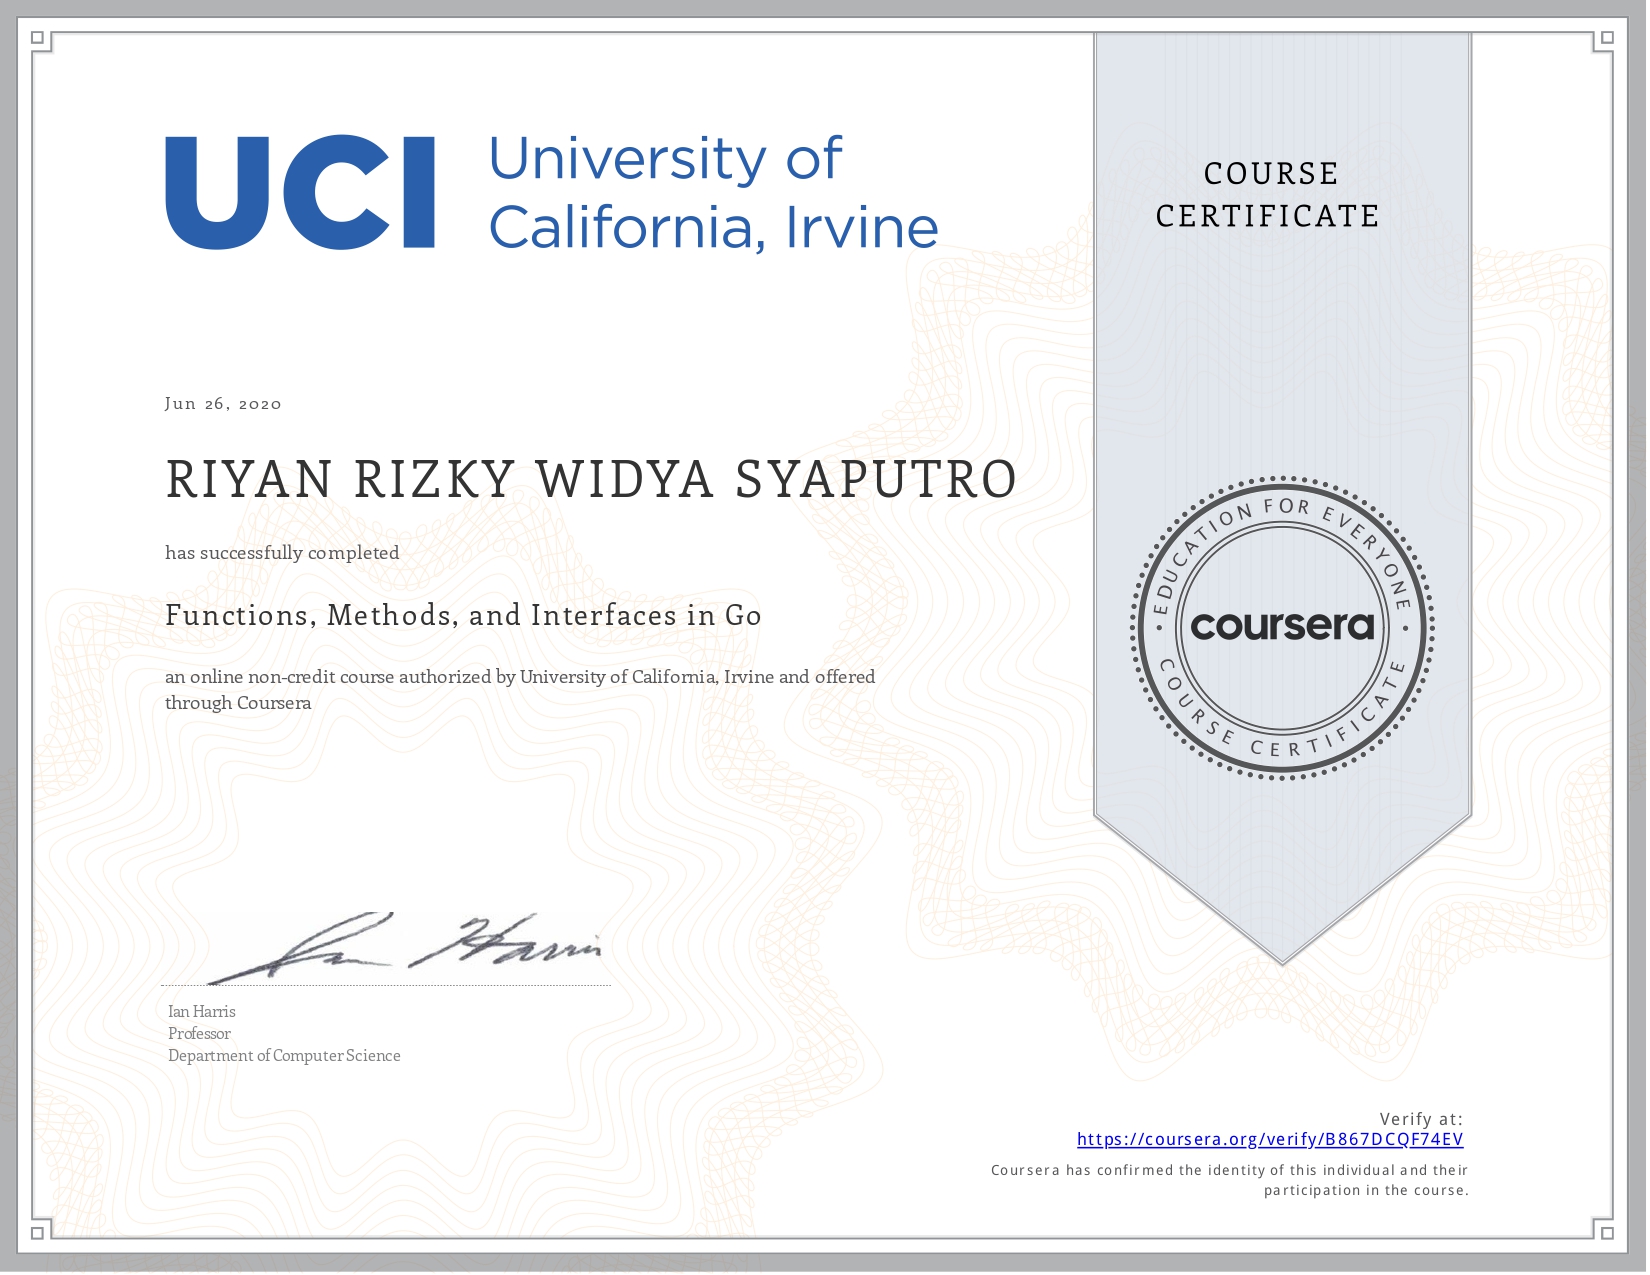 UCI University of
California, Irvine
COURSE
CERTIFICATE
Jun 26, 2020
RIYAN RIZKY WIDYA SYAPUTRO
has successfully completed
Functions, Methods, and Interfaces in Go
an online non-credit course authorized by University of California, Irvine and offered
through Coursera
EDUCATION FOR EVERYONE
coursera
COURSE CERTIFICATE
Ian Harris
Ian Harris
Professor
Department of Computer Science
Verify at:
https://coursera.org/verify/B867DCQF74EV
Coursera has confirmed the identity of this individual and their
participation in the course.